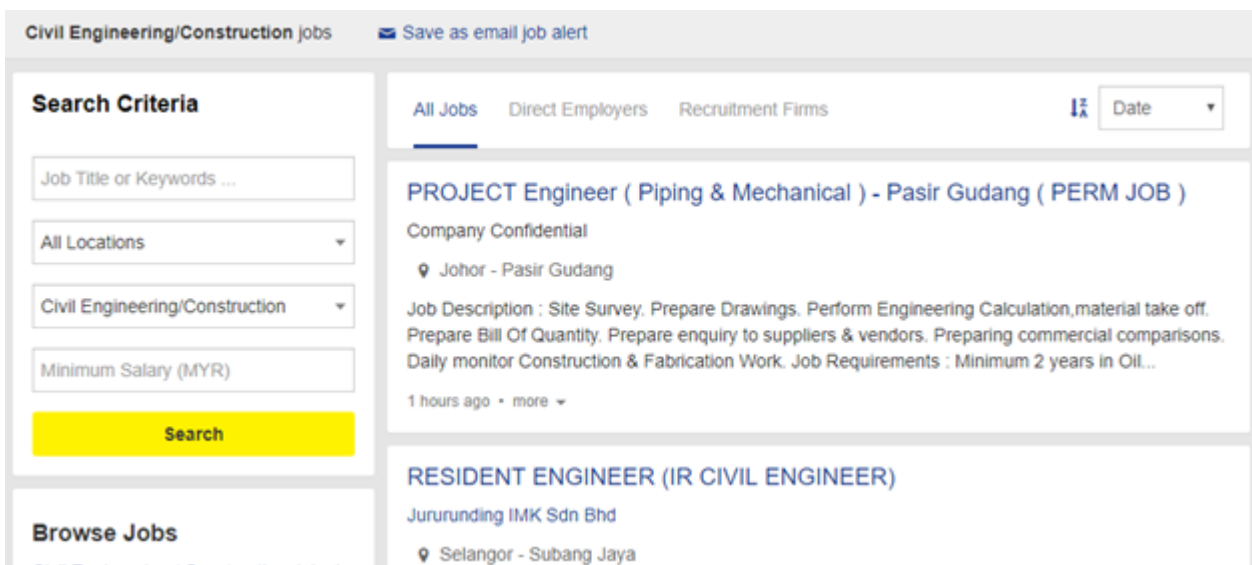 Civil Engineering/Construction jobs
Save as email job alert
Search Criteria
Job Title or Keywords ...
All Locations
Civil Engineering/Construction
Minimum Salary (MYR)
Search
Browse Jobs
All Jobs
Direct Employers
Recruitment Firms
Date
PROJECT Engineer ( Piping & Mechanical ) - Pasir Gudang ( PERM JOB )
Company Confidential
Johor - Pasir Gudang
Job Description : Site Survey. Prepare Drawings. Perform Engineering Calculation,material take off.
Prepare Bill Of Quantity. Prepare enquiry to suppliers & vendors. Preparing commercial comparisons.
Daily monitor Construction & Fabrication Work. Job Requirements : Minimum 2 years in Oil...
1 hours ago • more
RESIDENT ENGINEER (IR CIVIL ENGINEER)
Jururunding IMK Sdn Bhd
Selangor - Subang Jaya